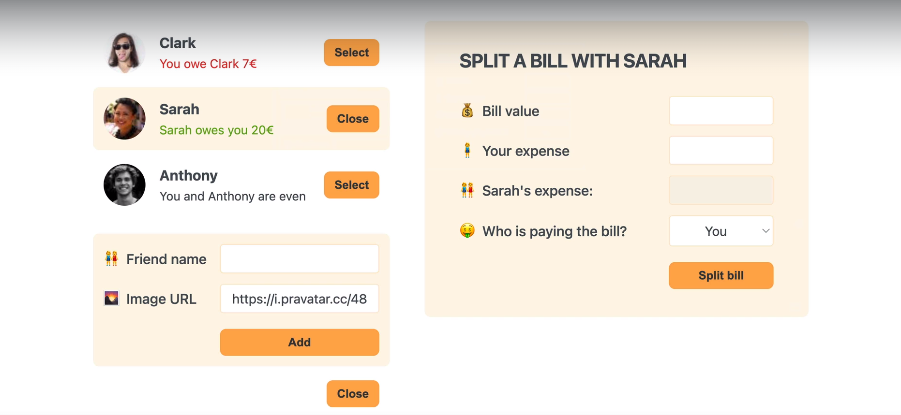 Clark
You owe Clark 7€
Select
Sarah
Sarah owes you 20€
Close
Anthony
You and Anthony are even
Select
Friend name
Image URL
https://i.pravatar.cc/48
Add
Close
SPLIT A BILL WITH SARAH
Bill value
Your expense
Sarah's expense:
Who is paying the bill?
You
Split bill